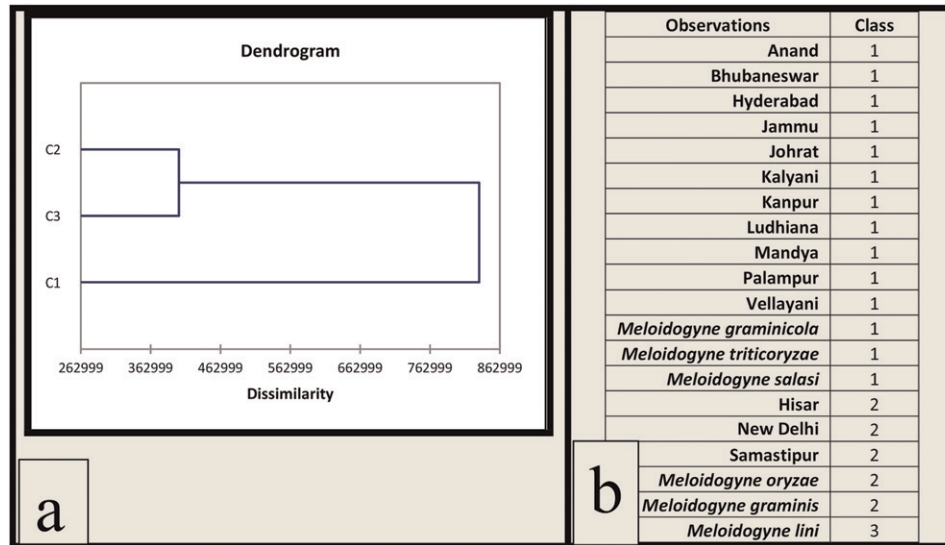 Dendrogram
C2
C3
C1
262999 362999 462999 562999 662999 762999 862999
Dissimilarity
a
Observations Class
Anand 1
Bhubaneswar 1
Hyderabad 1
Jammu 1
Johrat 1
Kalyani 1
Kanpur 1
Ludhiana 1
Mandya 1
Palampur 1
Vellayani 1
Meloidogyne graminicola 1
Meloidogyne triticoryzae 1
Meloidogyne salasi 1
Hisar 2
New Delhi 2
Samastipur 2
Meloidogyne oryzae 2
Meloidogyne graminis 2
Meloidogyne lini 3
b